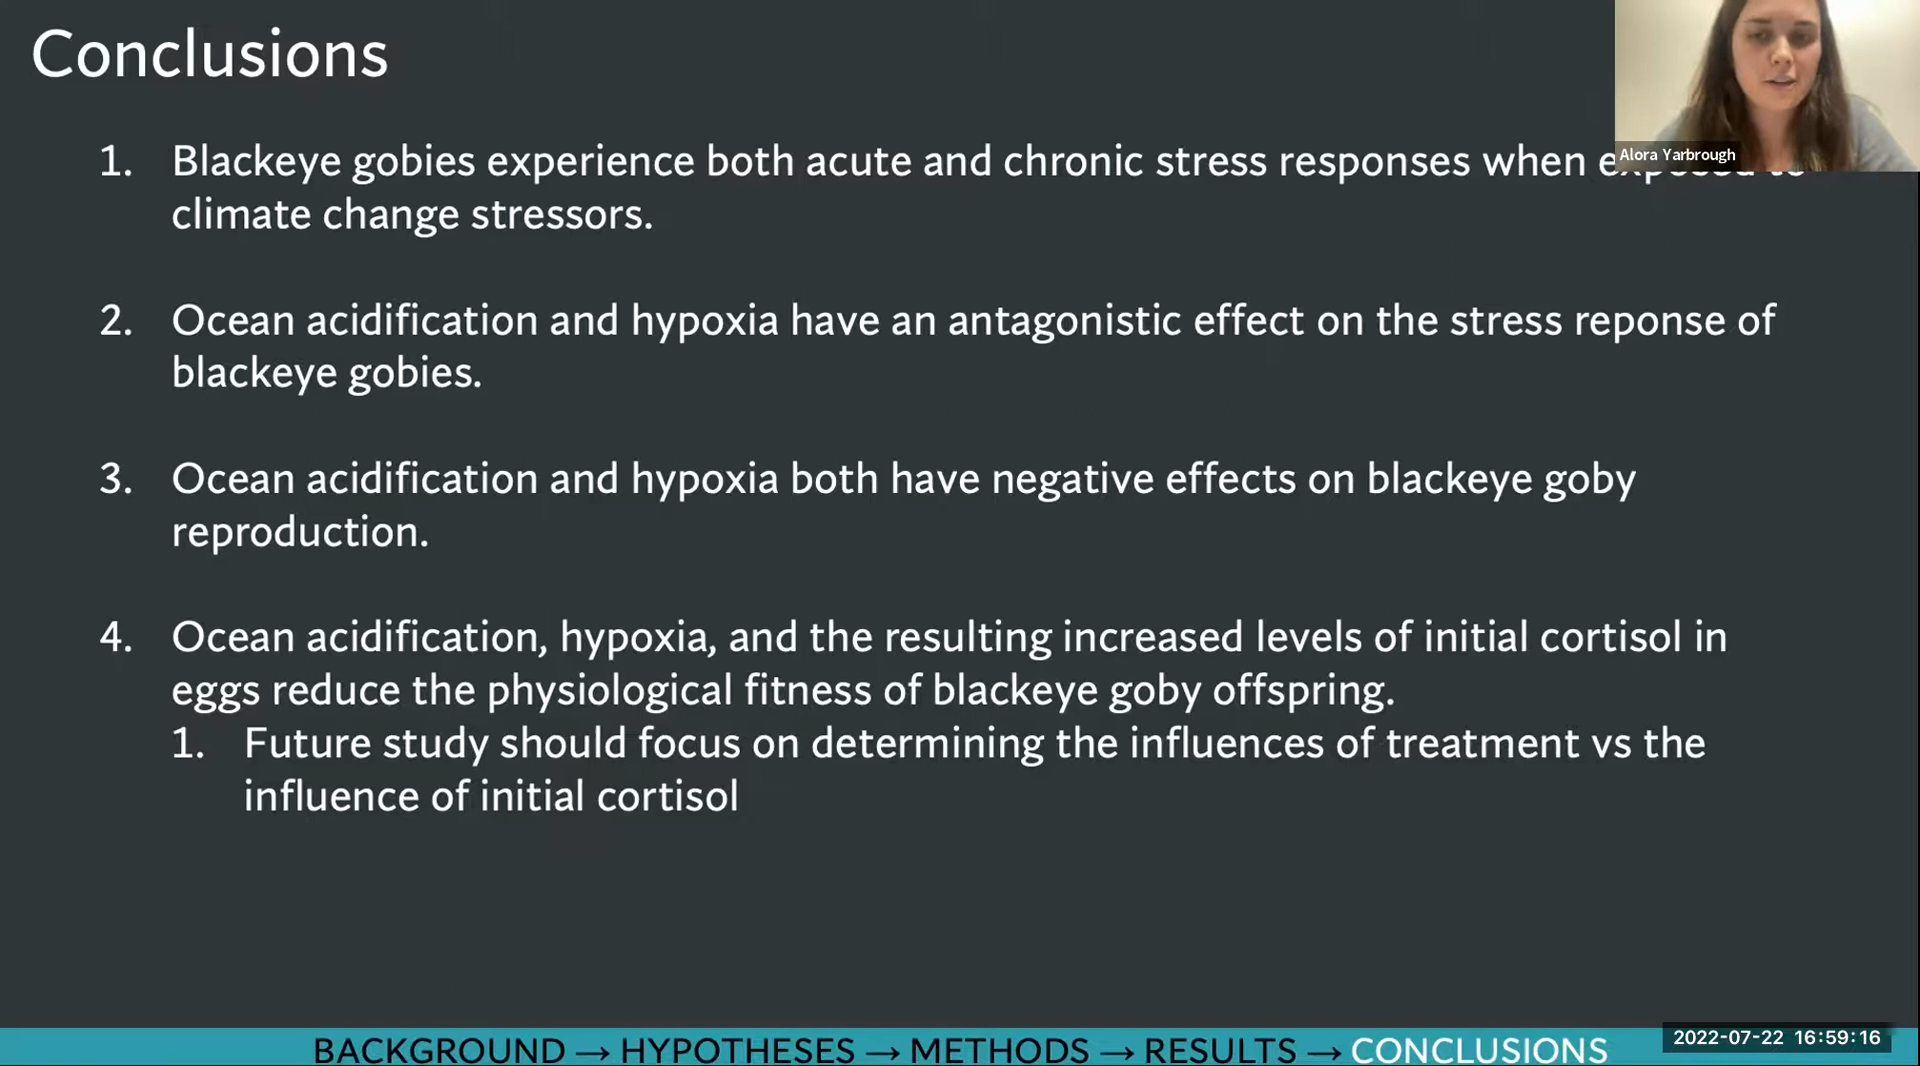 Conclusions
Alora Yarbrough
1. Blackeye gobies experience both acute and chronic stress responses when exposed to
climate change stressors.
2. Ocean acidification and hypoxia have an antagonistic effect on the stress reponse of
blackeye gobies.
3. Ocean acidification and hypoxia both have negative effects on blackeye goby
reproduction.
4. Ocean acidification, hypoxia, and the resulting increased levels of initial cortisol in
eggs reduce the physiological fitness of blackeye goby offspring.
1. Future study should focus on determining the influences of treatment vs the
influence of initial cortisol
BACKGROUND → HYPOTHESES → METHODS → RESULTS → CONCLUSIONS
2022-07-22 16:59:16